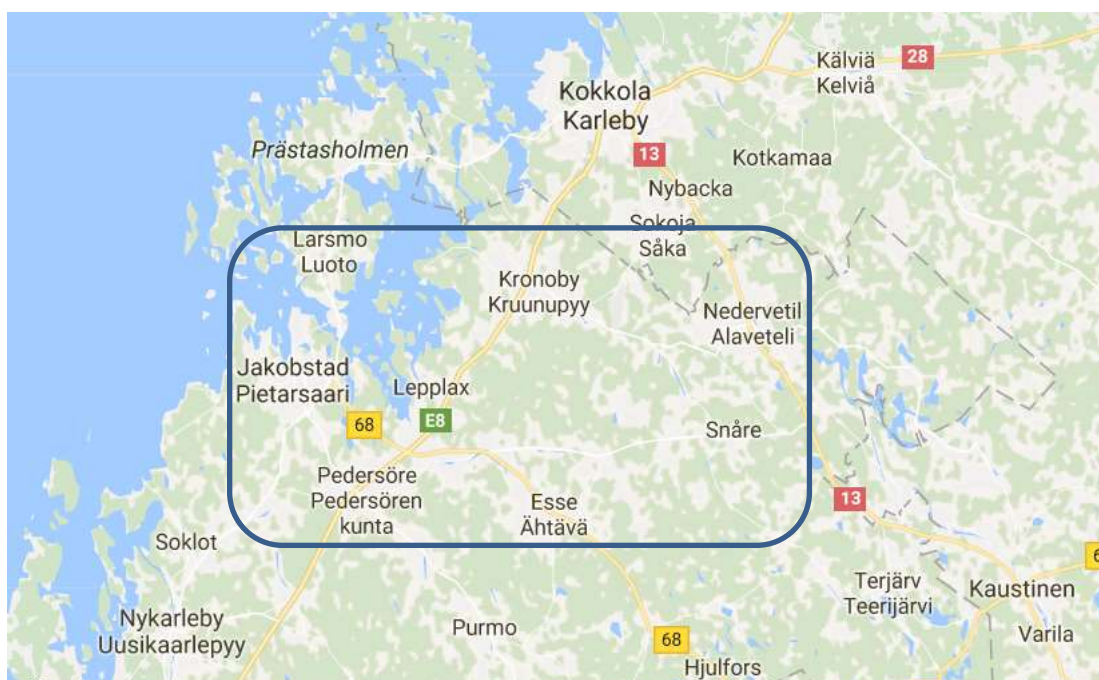 Kälviä
Kelviå
28
Kokkola
Karleby
Prästasholmen
13
Kotkamaa
Nybacka
Sokoja
Såka
Larsmo
Luoto
Kronoby
Kruunupyy
Nedervetil
Alaveteli
Jakobstad
Pietarsaari
Lepplax
68
E8
Snåre
Pedersöre
Pedersören
kunta
Esse
Ähtävä
13
Soklot
Terjärv
Teerijärvi
Kaustinen
Nykarleby
Uusikaarlepyy
Purmo
68
Varila
Hjulfors